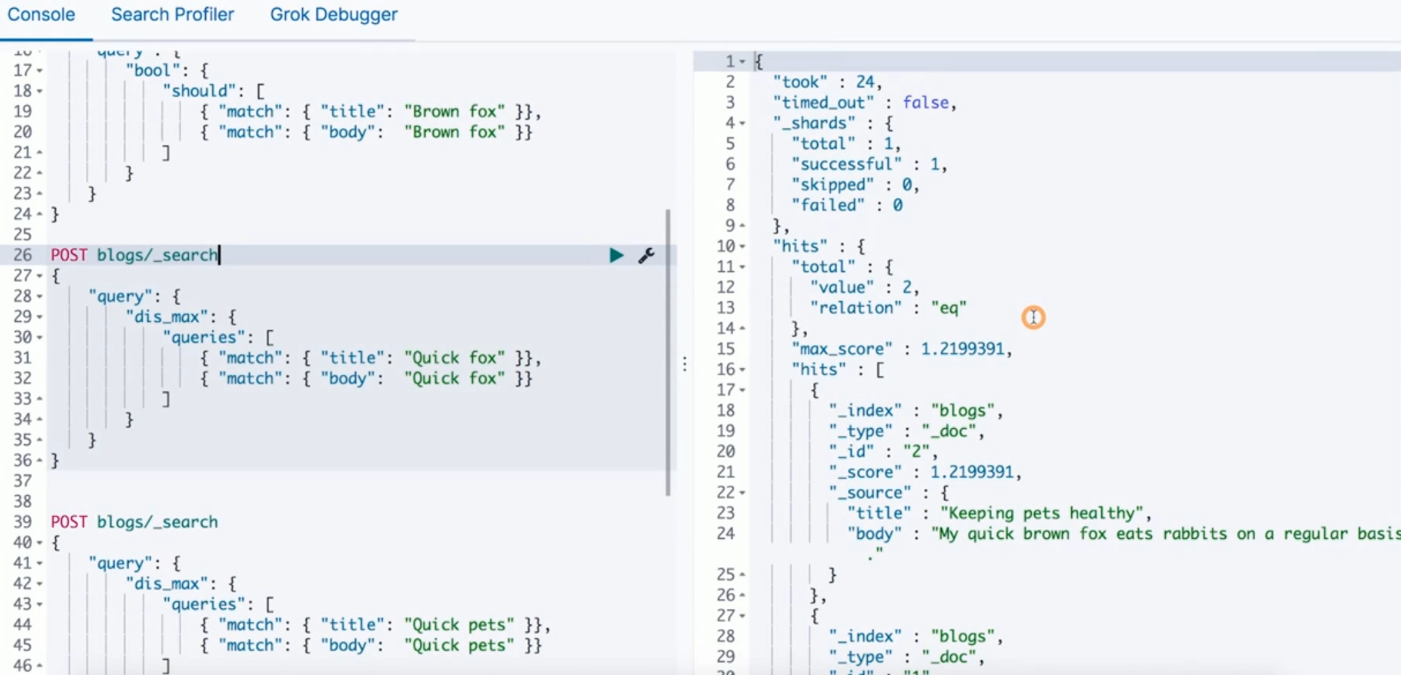 Console Search Profiler Grok Debugger
16 "query": {
17 "bool": {
18 "should": [
19 { "match": { "title": "Brown fox" }},
20 { "match": { "body":  "Brown fox" }}
21 ]
22 }
23 }
24 }
25
26 POST blogs/_search
27 {
28 "query": {
29 "dis_max": {
30 "queries": [
31 { "match": { "title": "Quick fox" }},
32 { "match": { "body":  "Quick fox" }}
33 ]
34 }
35 }
36 }
37
38
39 POST blogs/_search
40 {
41 "query": {
42 "dis_max": {
43 "queries": [
44 { "match": { "title": "Quick pets" }},
45 { "match": { "body":  "Quick pets" }}
46 ]
1 {
2 "took" : 24,
3 "timed_out" : false,
4 "_shards" : {
5 "total" : 1,
6 "successful" : 1,
7 "skipped" : 0,
8 "failed" : 0
9 },
10 "hits" : {
11 "total" : {
12 "value" : 2,
13 "relation" : "eq"
14 },
15 "max_score" : 1.2199391,
16 "hits" : [
17 {
18 "_index" : "blogs",
19 "_type" : "_doc",
20 "_id" : "2",
21 "_score" : 1.2199391,
22 "_source" : {
23 "title" : "Keeping pets healthy",
24 "body" : "My quick brown fox eats rabbits on a regular basis
."
25 }
26 },
27 {
28 "_index" : "blogs",
29 "_type" : "_doc",
30 "_id" : "1"